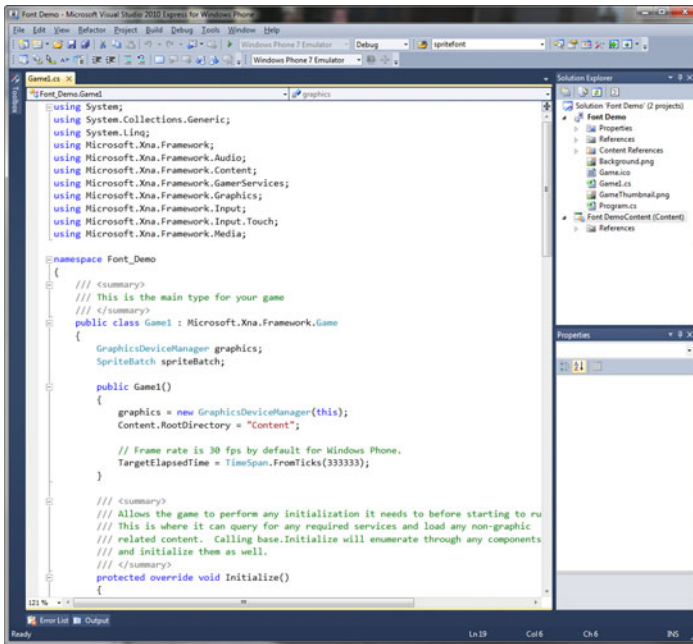 Font Demo - Microsoft Visual Studio 2010 Express for Windows Phone
File Edit View Refactor Project Build Debug Tools Window Help
Windows Phone 7 Emulator Debug spritefont
Windows Phone 7 Emulator
Toolbox
Game1.cs
Font_Demo.Game1 graphics
using System;
using System.Collections.Generic;
using System.Linq;
using Microsoft.Xna.Framework;
using Microsoft.Xna.Framework.Audio;
using Microsoft.Xna.Framework.Content;
using Microsoft.Xna.Framework.GamerServices;
using Microsoft.Xna.Framework.Graphics;
using Microsoft.Xna.Framework.Input;
using Microsoft.Xna.Framework.Input.Touch;
using Microsoft.Xna.Framework.Media;
namespace Font_Demo
{
/// <summary>
/// This is the main type for your game
/// </summary>
public class Game1 : Microsoft.Xna.Framework.Game
{
GraphicsDeviceManager graphics;
SpriteBatch spriteBatch;
public Game1()
{
graphics = new GraphicsDeviceManager(this);
Content.RootDirectory = "Content";
// Frame rate is 30 fps by default for Windows Phone.
TargetElapsedTime = TimeSpan.FromTicks(333333);
}
/// <summary>
/// Allows the game to perform any initialization it needs to before starting to ru
/// This is where it can query for any required services and load any non-graphic
/// related content.  Calling base.Initialize will enumerate through any components
/// and initialize them as well.
/// </summary>
protected override void Initialize()
{
121 %
Solution Explorer
Solution 'Font Demo' (2 projects)
Font Demo
Properties
References
Content References
Background.png
Game.ico
Game1.cs
GameThumbnail.png
Program.cs
Font DemoContent (Content)
References
Properties
Error List Output
Ready Ln 19 Col 6 Ch 6 INS